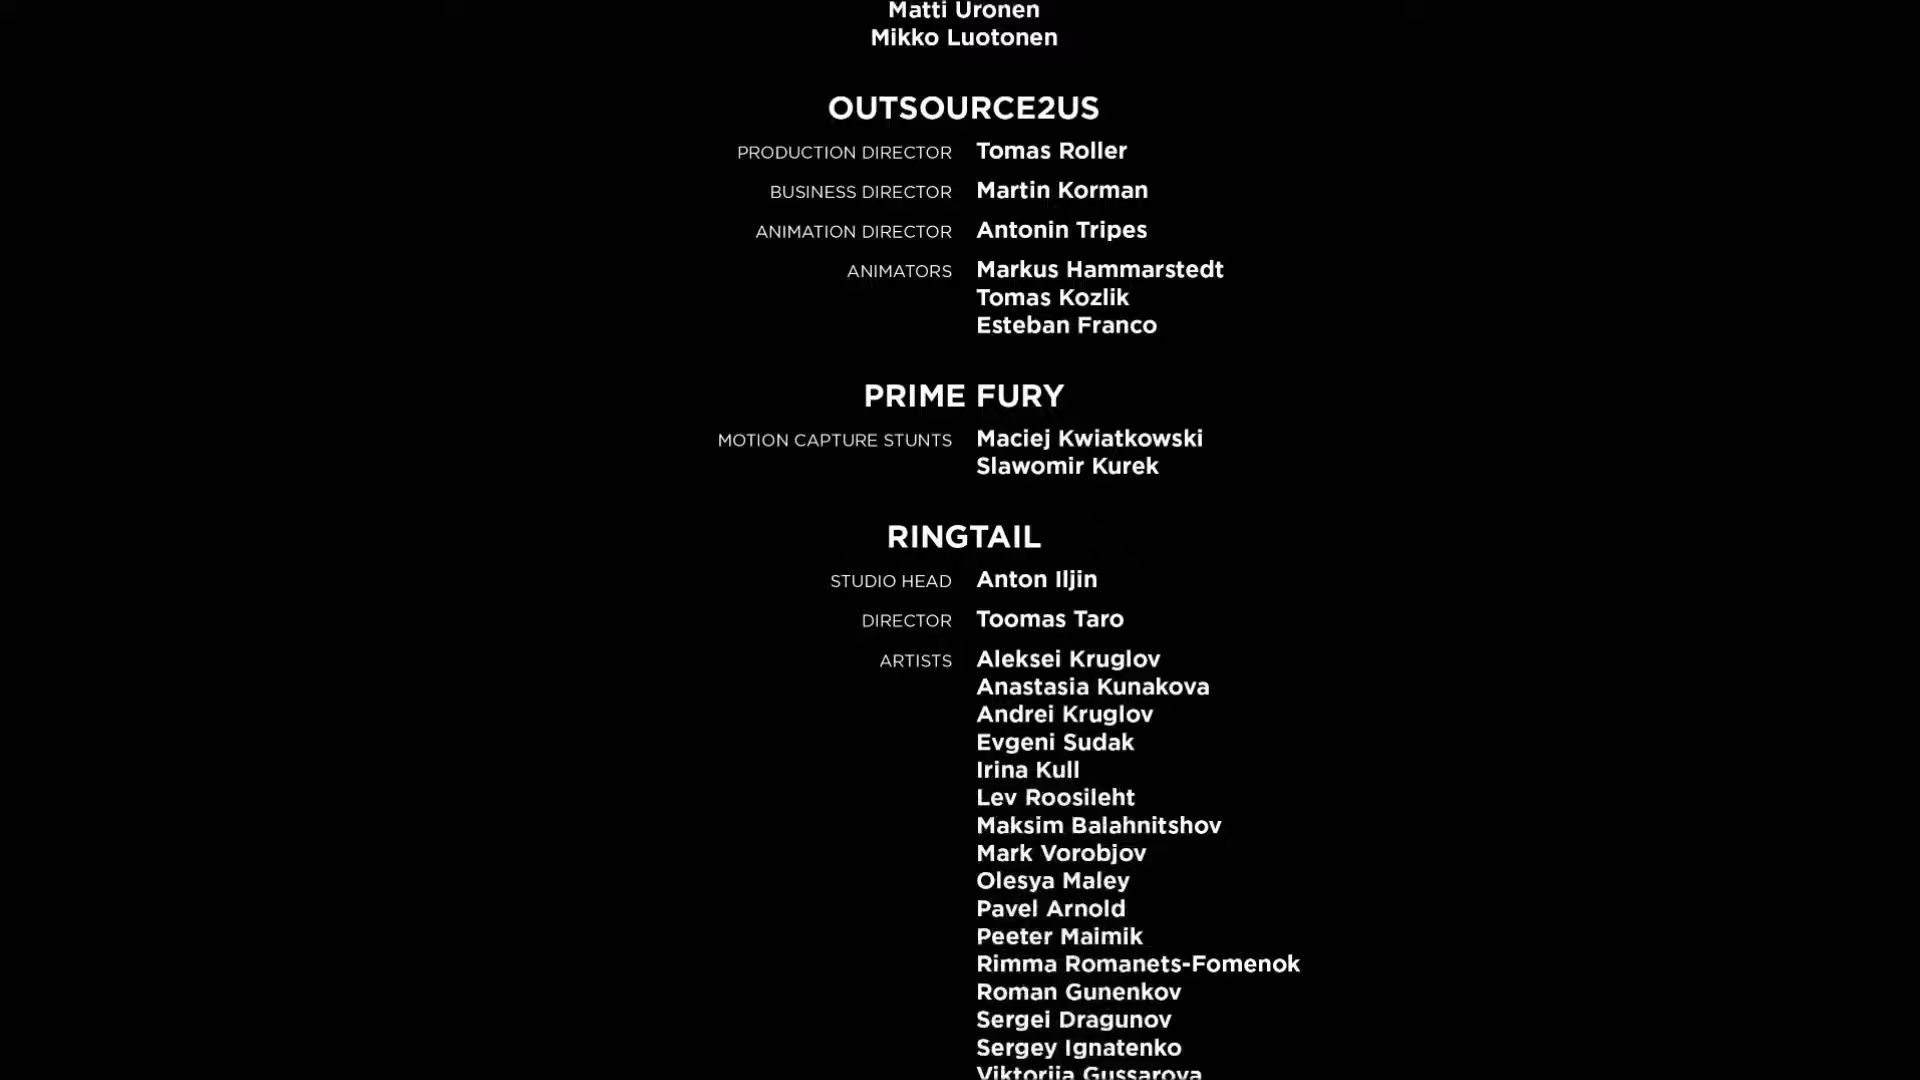 Matti Uronen
Mikko Luotonen
OUTSOURCE2US
PRODUCTION DIRECTOR Tomas Roller
BUSINESS DIRECTOR Martin Korman
ANIMATION DIRECTOR Antonin Tripes
ANIMATORS Markus Hammarstedt
Tomas Kozlik
Esteban Franco
PRIME FURY
MOTION CAPTURE STUNTS Maciej Kwiatkowski
Slawomir Kurek
RINGTAIL
STUDIO HEAD Anton Iljin
DIRECTOR Toomas Taro
ARTISTS Aleksei Kruglov
Anastasia Kunakova
Andrei Kruglov
Evgeni Sudak
Irina Kull
Lev Roosileht
Maksim Balahnitshov
Mark Vorobjov
Olesya Maley
Pavel Arnold
Peeter Maimik
Rimma Romanets-Fomenok
Roman Gunenkov
Sergei Dragunov
Sergey Ignatenko
Viktoriia Gussarova